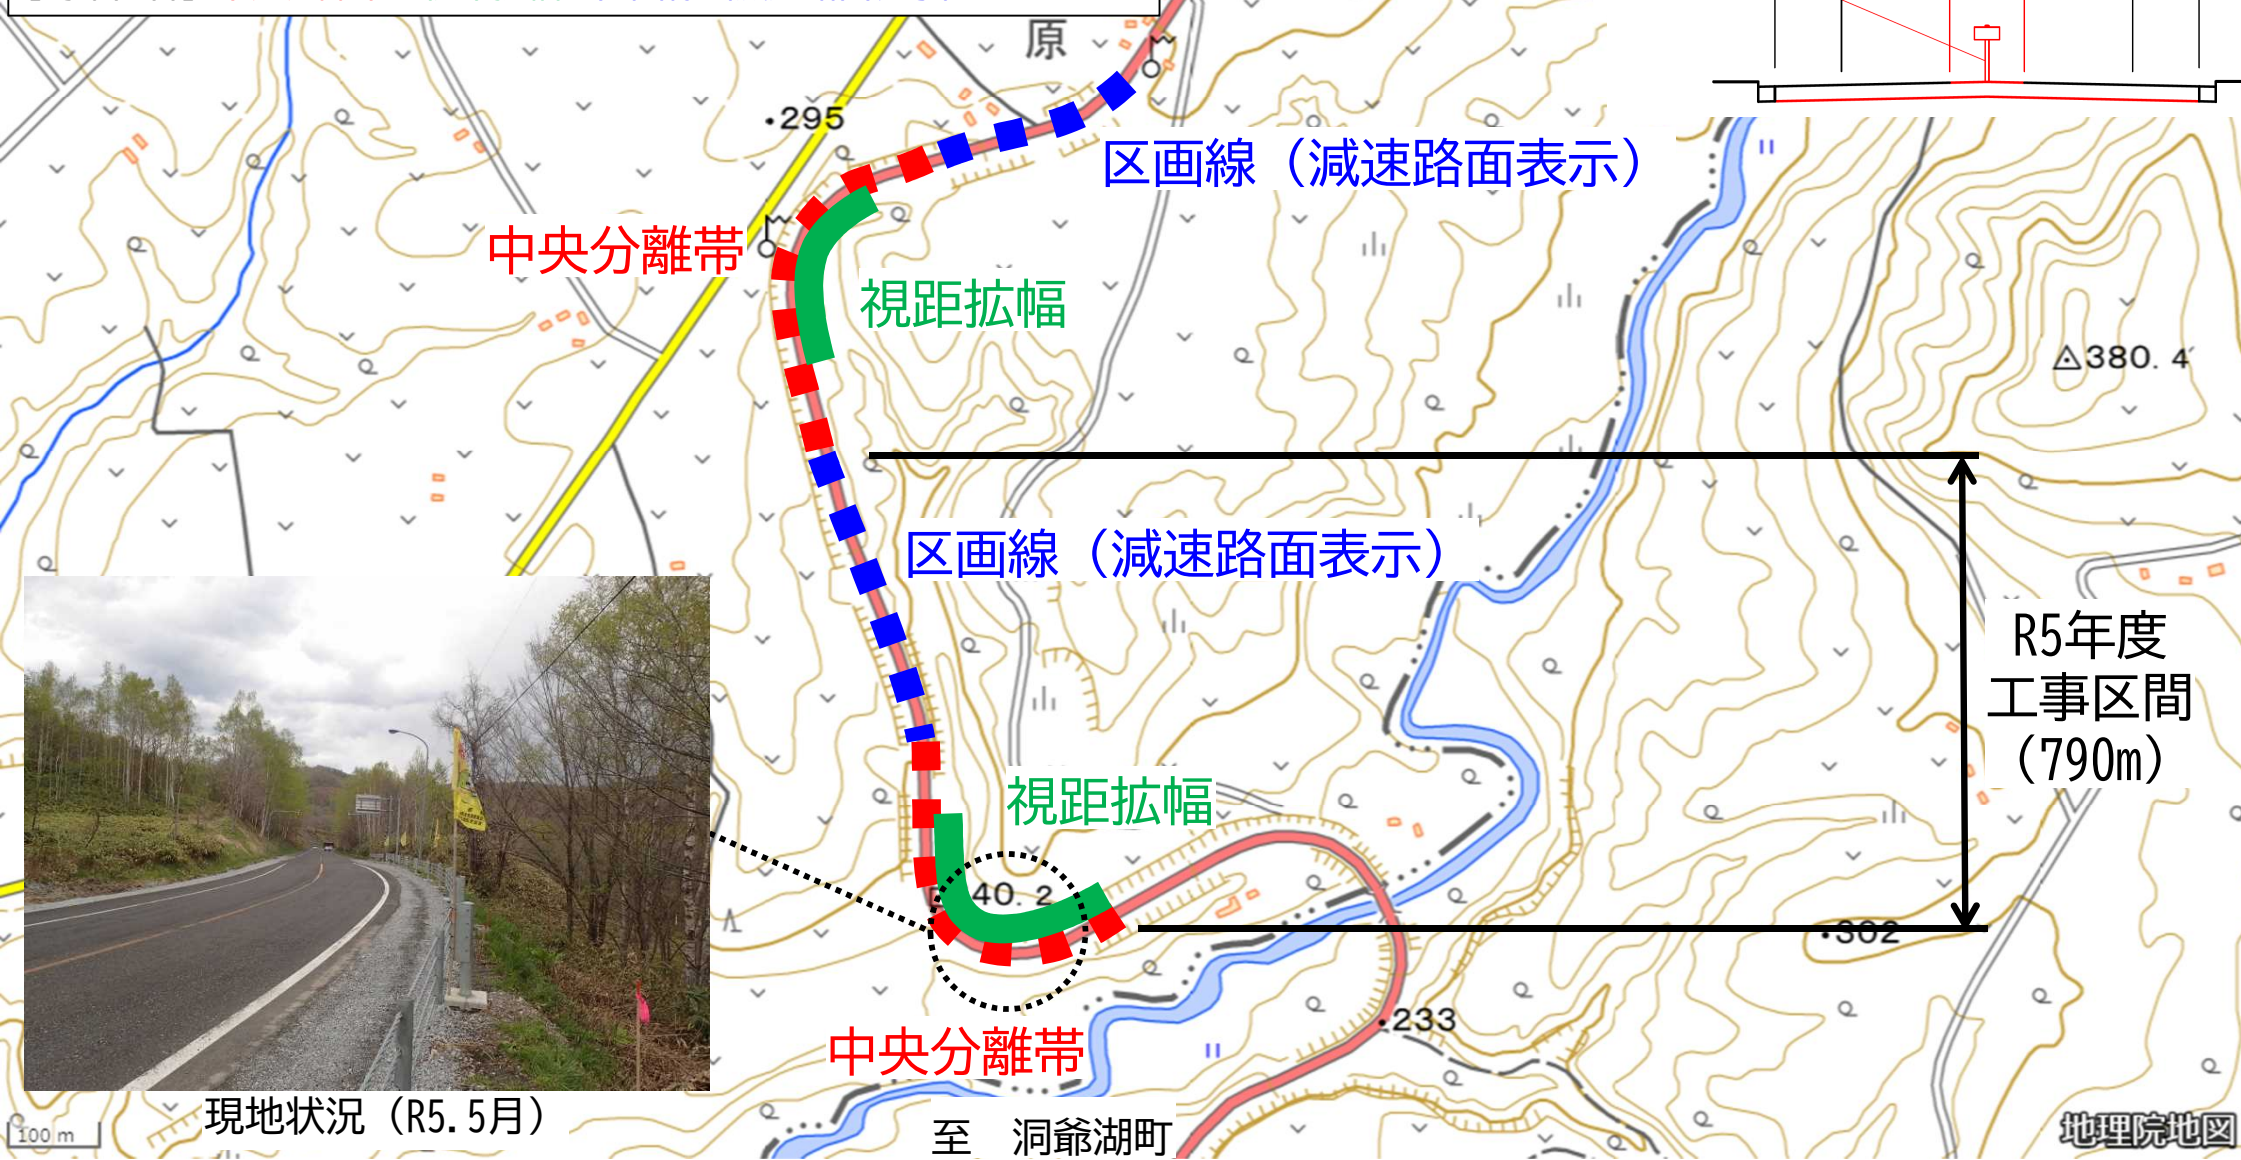 原
・295
区画線（減速路面表示）
中央分離帯
視距拡幅
380.4
区画線（減速路面表示）
R5年度
工事区間
（790m）
視距拡幅
40.2
・302
・233
中央分離帯
現地状況（R5.5月）
至　洞爺湖町
100 m
地理院地図